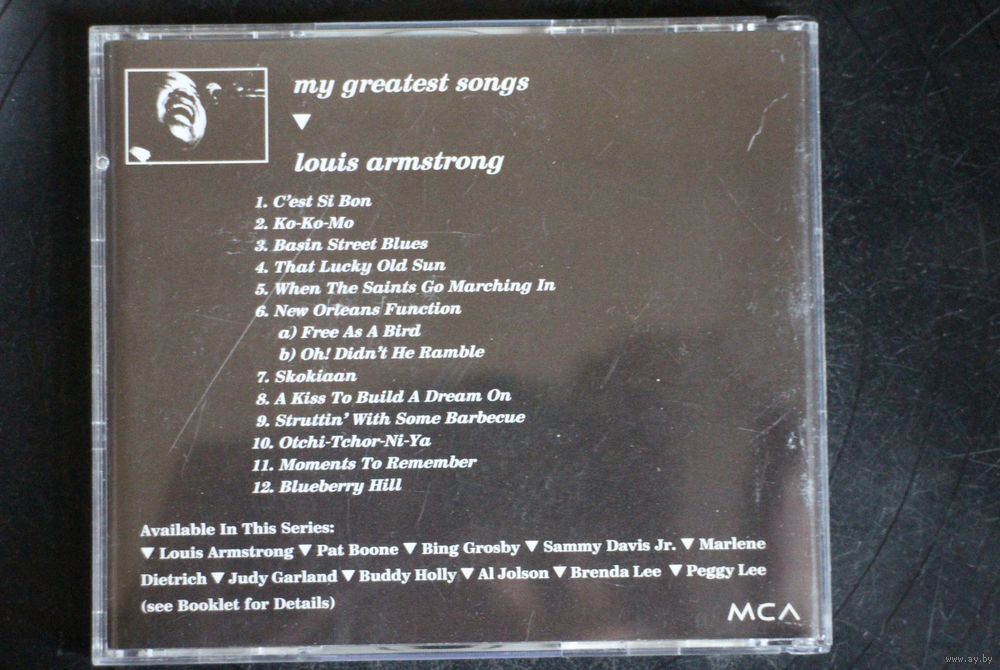 my greatest songs
▼
louis armstrong
1. C'est Si Bon
2. Ko-Ko-Mo
3. Basin Street Blues
4. That Lucky Old Sun
5. When The Saints Go Marching In
6. New Orleans Function
a) Free As A Bird
b) Oh! Didn't He Ramble
7. Skokiaan
8. A Kiss To Build A Dream On
9. Struttin' With Some Barbecue
10. Otchi-Tchor-Ni-Ya
11. Moments To Remember
12. Blueberry Hill
Available In This Series:
▼ Louis Armstrong ▼ Pat Boone ▼ Bing Grosby ▼ Sammy Davis Jr. ▼ Marlene
Dietrich ▼ Judy Garland ▼ Buddy Holly ▼ Al Jolson ▼ Brenda Lee ▼ Peggy Lee
(see Booklet for Details)
MCA
www.ay.by